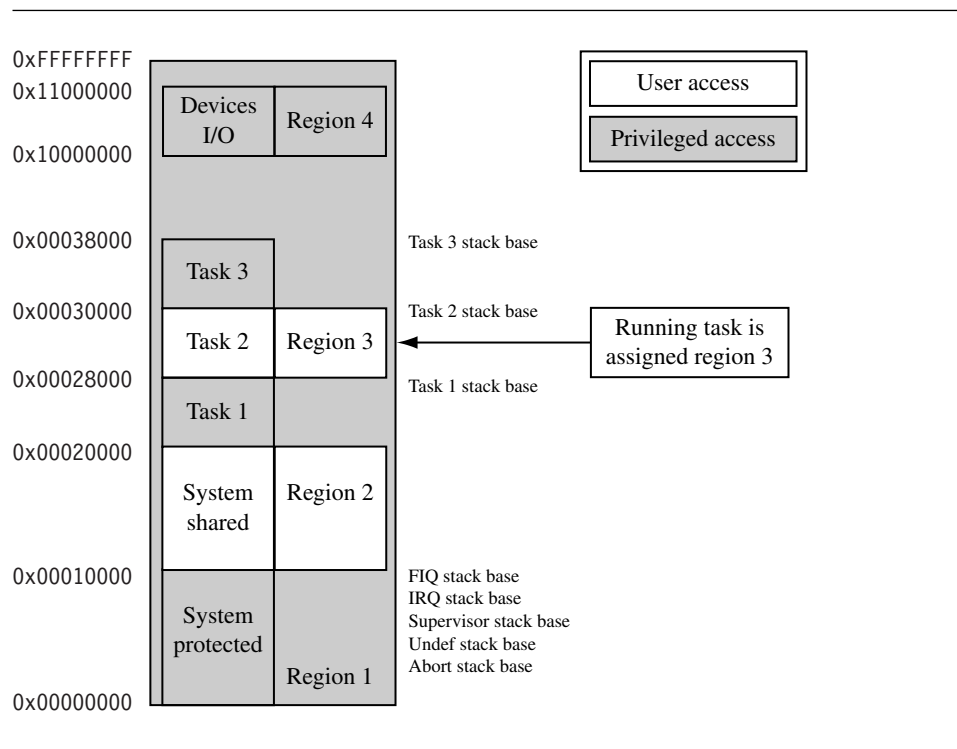 0xFFFFFFFF
0x11000000
Devices
I/O
Region 4
0x10000000
User access
Privileged access
0x00038000
Task 3 stack base
Task 3
0x00030000
Task 2 stack base
Task 2
Region 3
Running task is
assigned region 3
0x00028000
Task 1 stack base
Task 1
0x00020000
System
shared
Region 2
0x00010000
FIQ stack base
IRQ stack base
Supervisor stack base
Undef stack base
Abort stack base
System
protected
Region 1
0x00000000